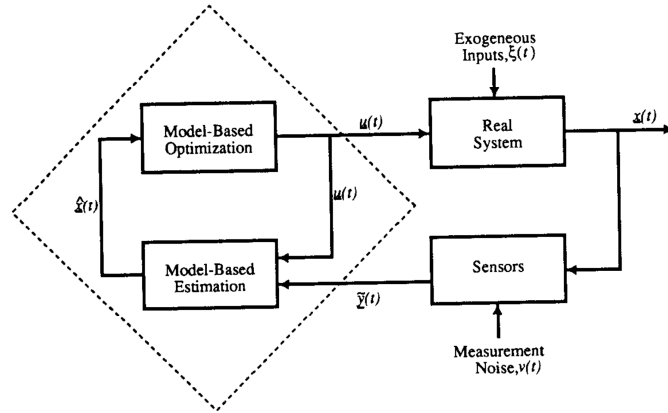 Exogeneous
Inputs,ξ(t)
Model-Based
Optimization
u(t)
Real
System
x(t)
x̂(t)
u(t)
Model-Based
Estimation
ỹ(t)
Sensors
Measurement
Noise,v(t)